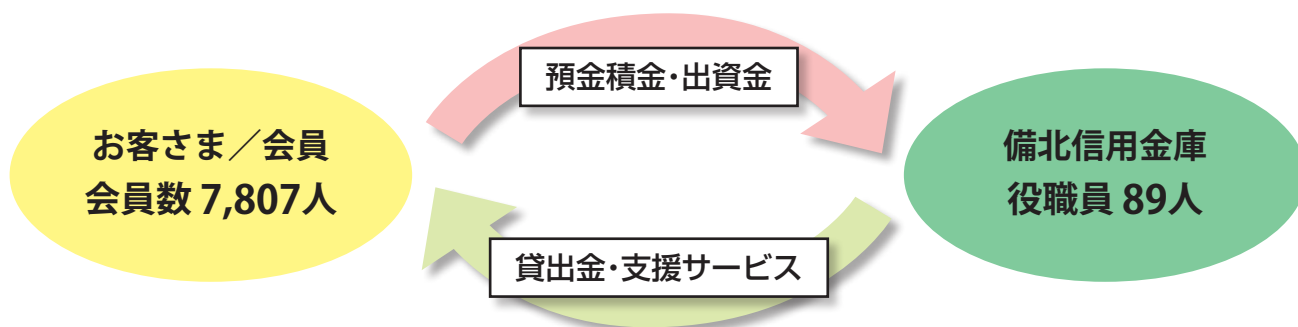 預金積金・出資金
お客さま／会員
会員数 7,807人
備北信用金庫
役職員 89人
貸出金・支援サービス